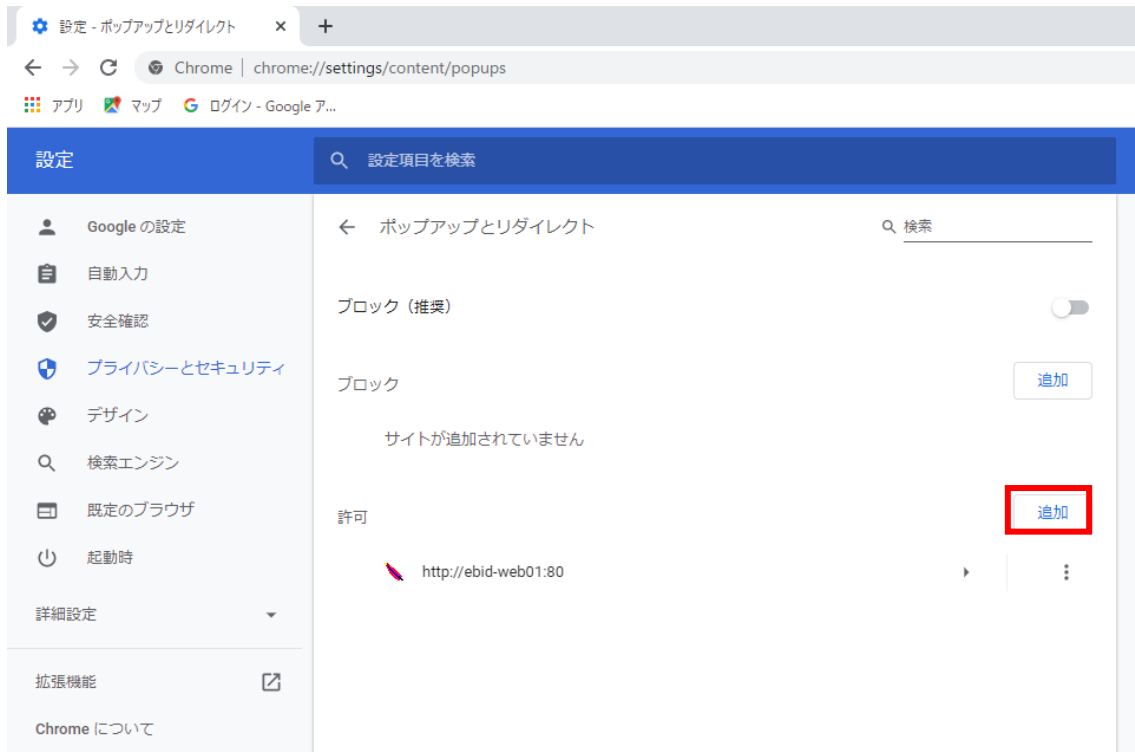 設定 - ポップアップとリダイレクト
Chrome | chrome://settings/content/popups
アプリ マップ G ログイン - Google ア...
設定
設定項目を検索
Google の設定
自動入力
安全確認
プライバシーとセキュリティ
デザイン
検索エンジン
既定のブラウザ
起動時
詳細設定
拡張機能
Chrome について
ポップアップとリダイレクト
検索
ブロック（推奨）
ブロック
追加
サイトが追加されていません
許可
追加
http://ebid-web01:80